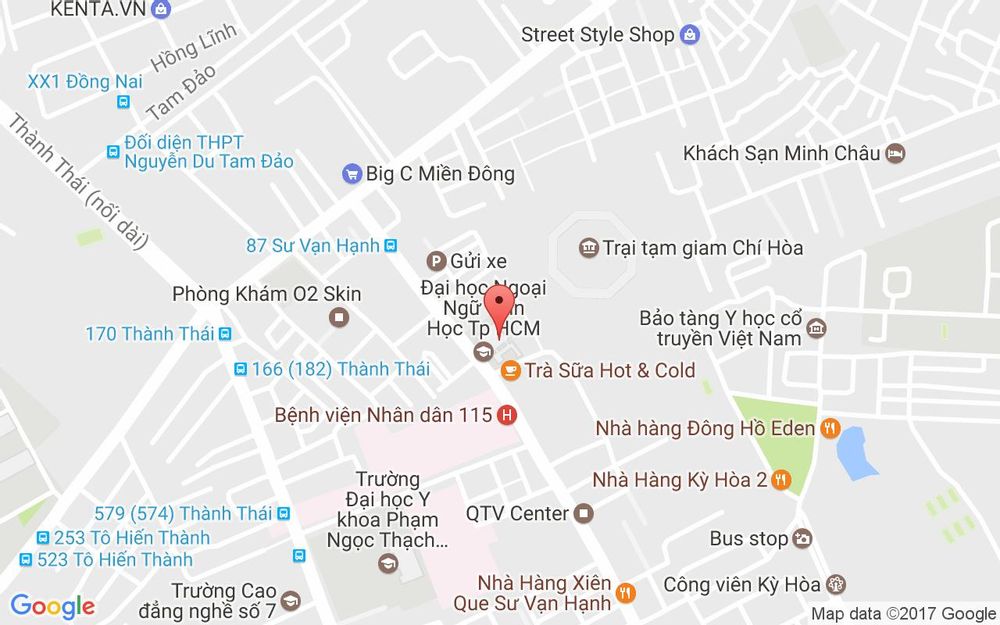 KENTA.VN
Street Style Shop
Hồng Lĩnh
XX1 Đồng Nai
Tam Đảo
Thành Thái (nối dài)
Đối diện THPT
Nguyễn Du Tam Đảo
Khách Sạn Minh Châu
Big C Miền Đông
87 Sư Vạn Hạnh
Trại tạm giam Chí Hòa
P
Gửi xe
Đại học Ngoại
Ngữ
Học Tp HCM
Phòng Khám O2 Skin
Bảo tàng Y học cổ
truyền Việt Nam
170 Thành Thái
166 (182) Thành Thái
Trà Sữa Hot & Cold
Bệnh viện Nhân dân 115
H
Nhà hàng Đông Hồ Eden
Nhà Hàng Kỳ Hòa 2
Trường
Đại học Y
khoa Phạm
Ngọc Thạch...
579 (574) Thành Thái
QTV Center
253 Tô Hiến Thành
523 Tô Hiến Thành
Bus stop
Công viên Kỳ Hòa
Trường Cao
đẳng nghề số 7
Nhà Hàng Xiên
Que Sư Vạn Hạnh
Google
Map data ©2017 Google